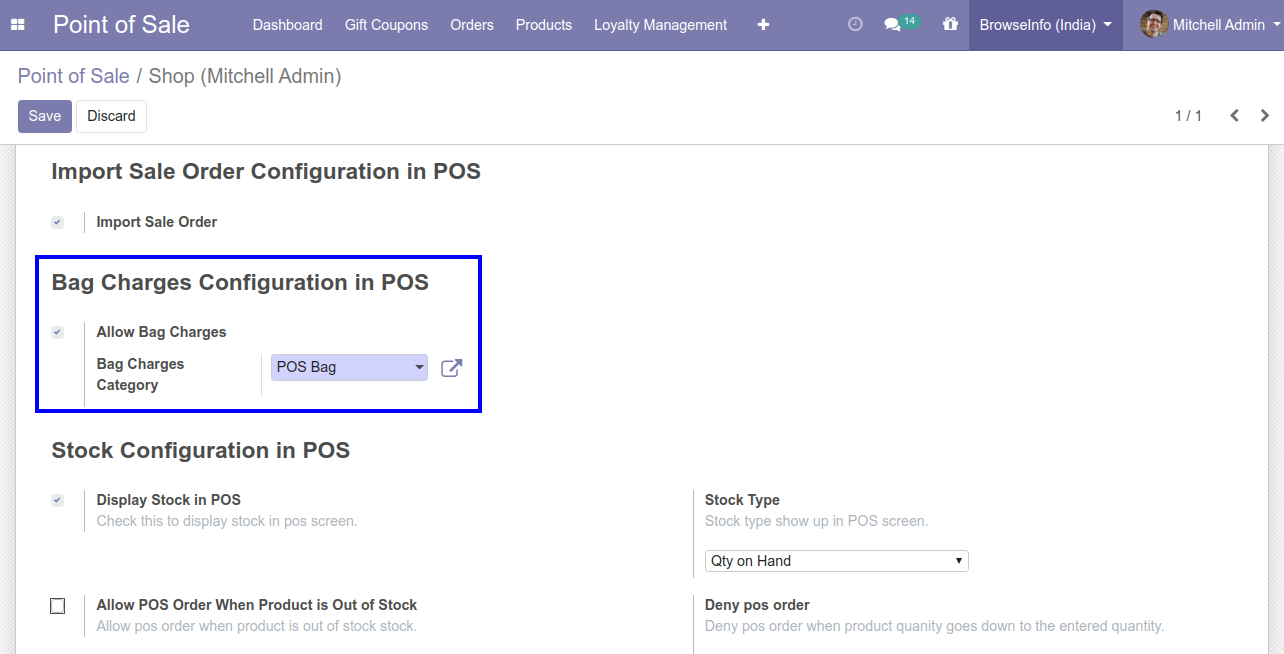 Point of Sale Dashboard Gift Coupons Orders Products Loyalty Management 14 BrowseInfo (India) Mitchell Admin
Point of Sale / Shop (Mitchell Admin)
Save Discard 1 / 1
Import Sale Order Configuration in POS
Import Sale Order
Bag Charges Configuration in POS
Allow Bag Charges
Bag Charges POS Bag
Category
Stock Configuration in POS
Display Stock in POS Stock Type
Check this to display stock in pos screen. Stock type show up in POS screen.
Qty on Hand
Allow POS Order When Product is Out of Stock Deny pos order
Allow pos order when product is out of stock stock. Deny pos order when product quanity goes down to the entered quantity.